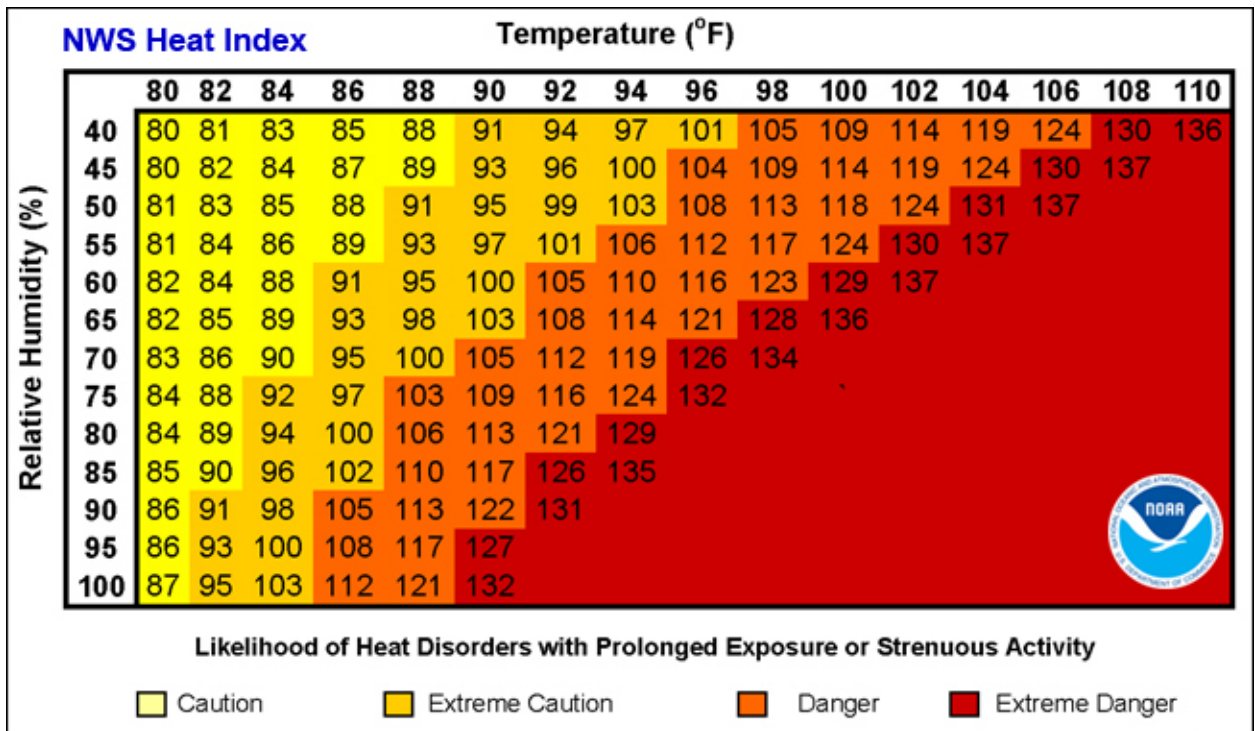 NWS Heat Index
Temperature (°F)
80 82 84 86 88 90 92 94 96 98 100 102 104 106 108 110
Relative Humidity (%)
40 80 81 83 85 88 91 94 97 101 105 109 114 119 124 130 136
45 80 82 84 87 89 93 96 100 104 109 114 119 124 130 137
50 81 83 85 88 91 95 99 103 108 113 118 124 131 137
55 81 84 86 89 93 97 101 106 112 117 124 130 137
60 82 84 88 91 95 100 105 110 116 123 129 137
65 82 85 89 93 98 103 108 114 121 128 136
70 83 86 90 95 100 105 112 119 126 134
75 84 88 92 97 103 109 116 124 132 `
80 84 89 94 100 106 113 121 129
85 85 90 96 102 110 117 126 135
90 86 91 98 105 113 122 131
95 86 93 100 108 117 127
100 87 95 103 112 121 132
NOAA
NATIONAL OCEANIC AND ATMOSPHERIC ADMINISTRATION
U.S. DEPARTMENT OF COMMERCE
Likelihood of Heat Disorders with Prolonged Exposure or Strenuous Activity
Caution
Extreme Caution
Danger
Extreme Danger